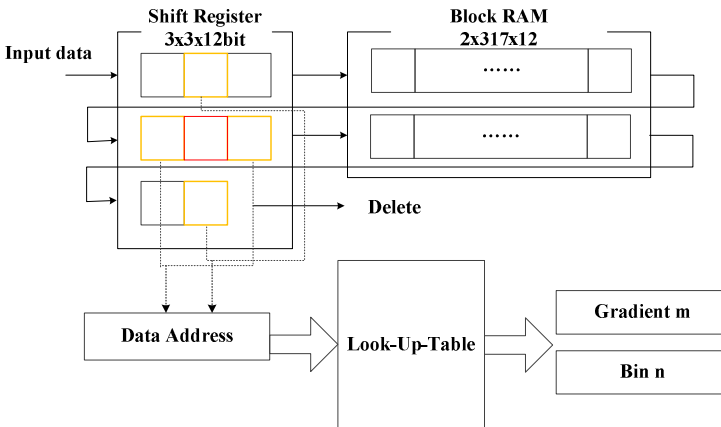 Shift Register
3x3x12bit
Block RAM
2x317x12
Input data
......
......
Delete
Data Address
Look-Up-Table
Gradient m
Bin n